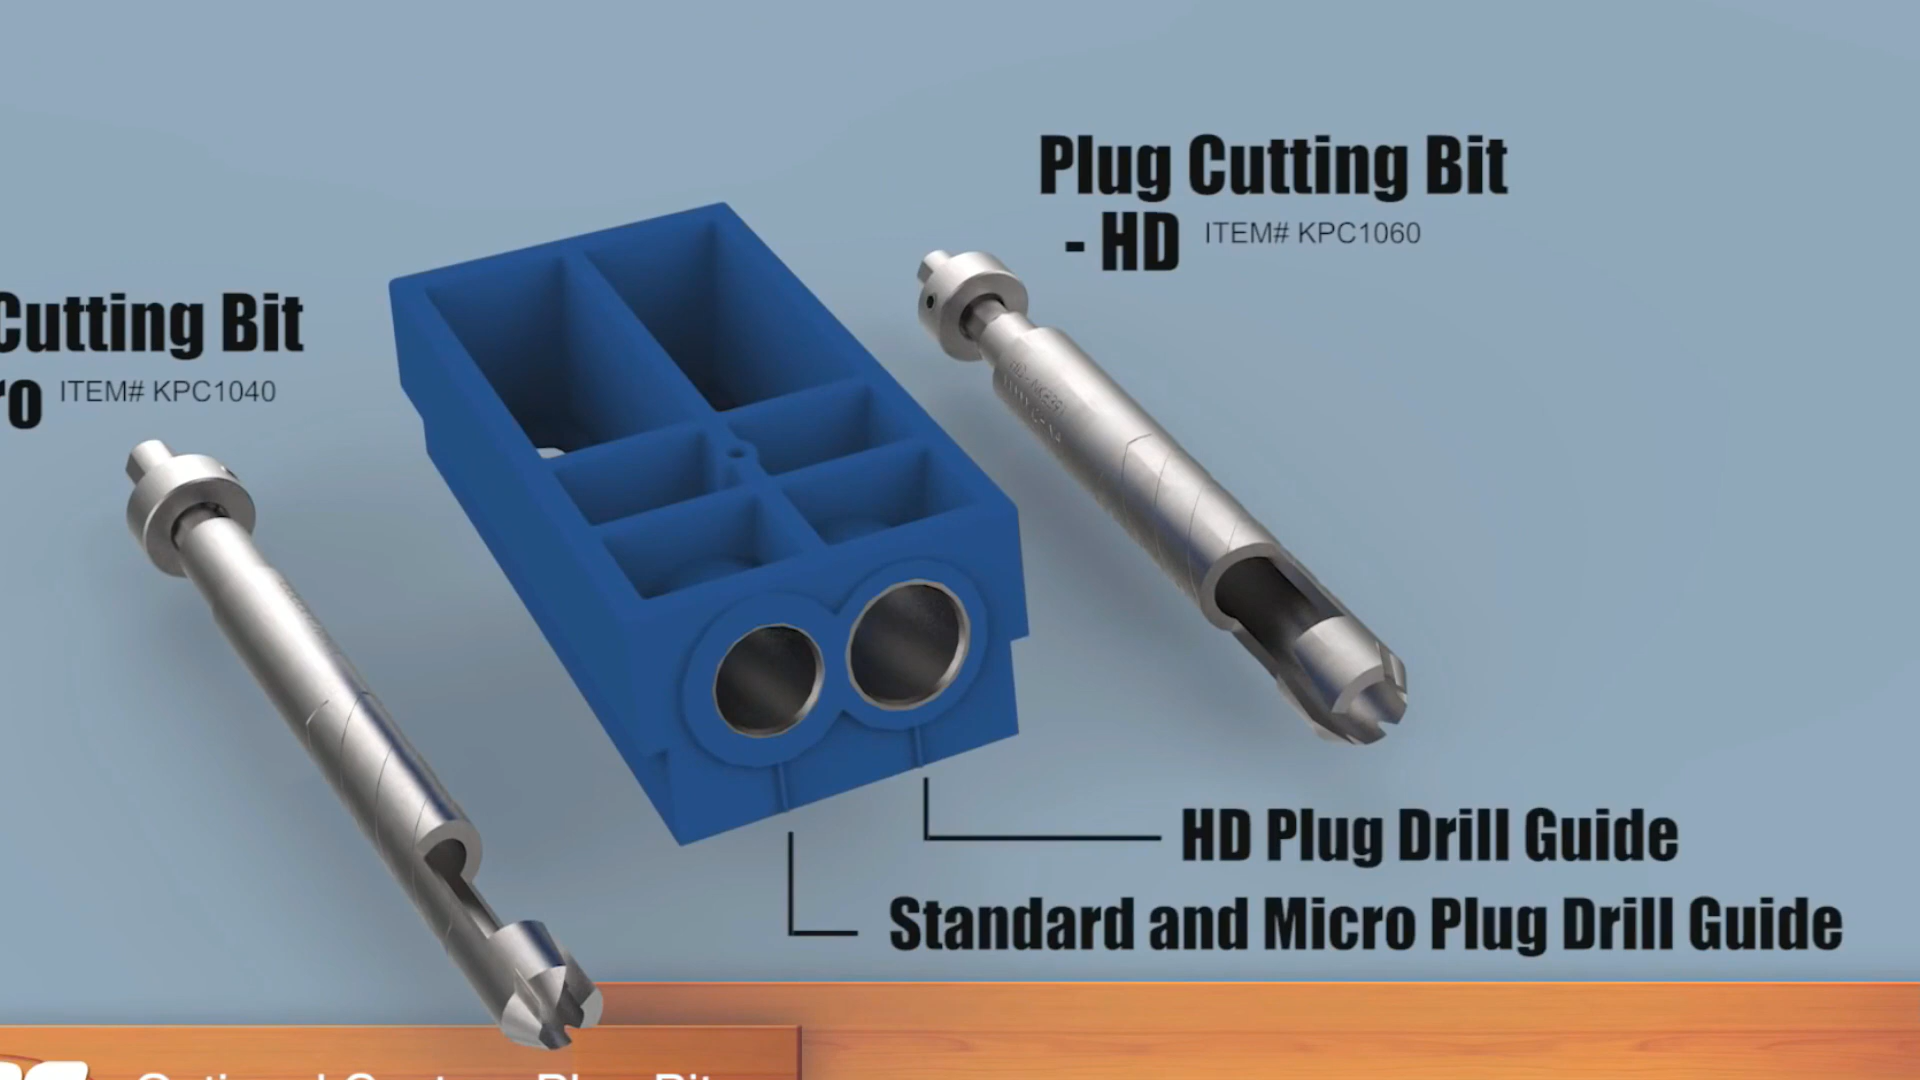 Plug Cutting Bit
- HD ITEM# KPC1060
Cutting Bit
ro ITEM# KPC1040
HD Plug Drill Guide
Standard and Micro Plug Drill Guide